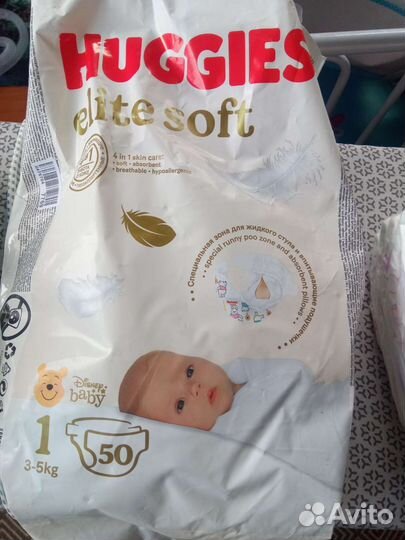 HUGGIES
elite soft
4 in 1 skin care:
• soft • absorbent
• breathable • hypoallergenic
Специальная зона для жидкого стула и впитывающие подушечки
special runny poo zone and absorbent pillows
Disney
baby
1
50
3-5kg
Avito